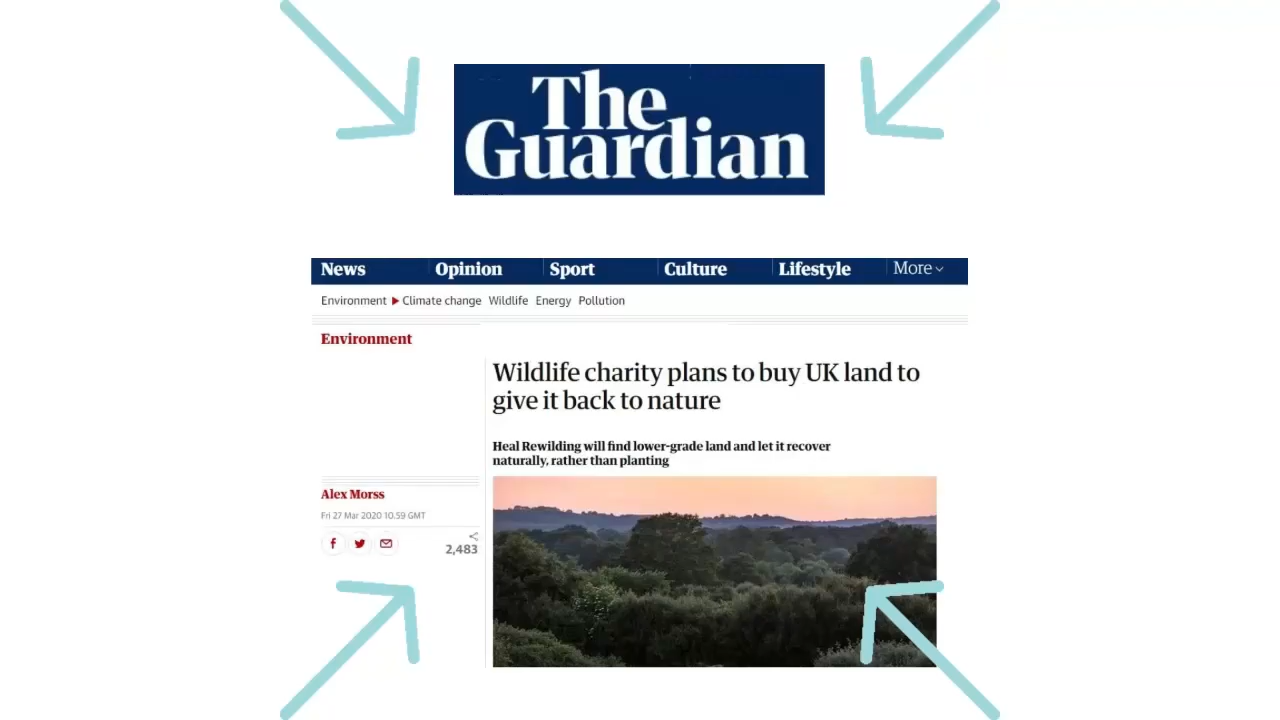 The
Guardian
News Opinion Sport Culture Lifestyle More
Environment Climate change Wildlife Energy Pollution
Environment
Wildlife charity plans to buy UK land to
give it back to nature
Heal Rewilding will find lower-grade land and let it recover
naturally, rather than planting
Alex Morss
Fri 27 Mar 2020 10.59 GMT
2,483